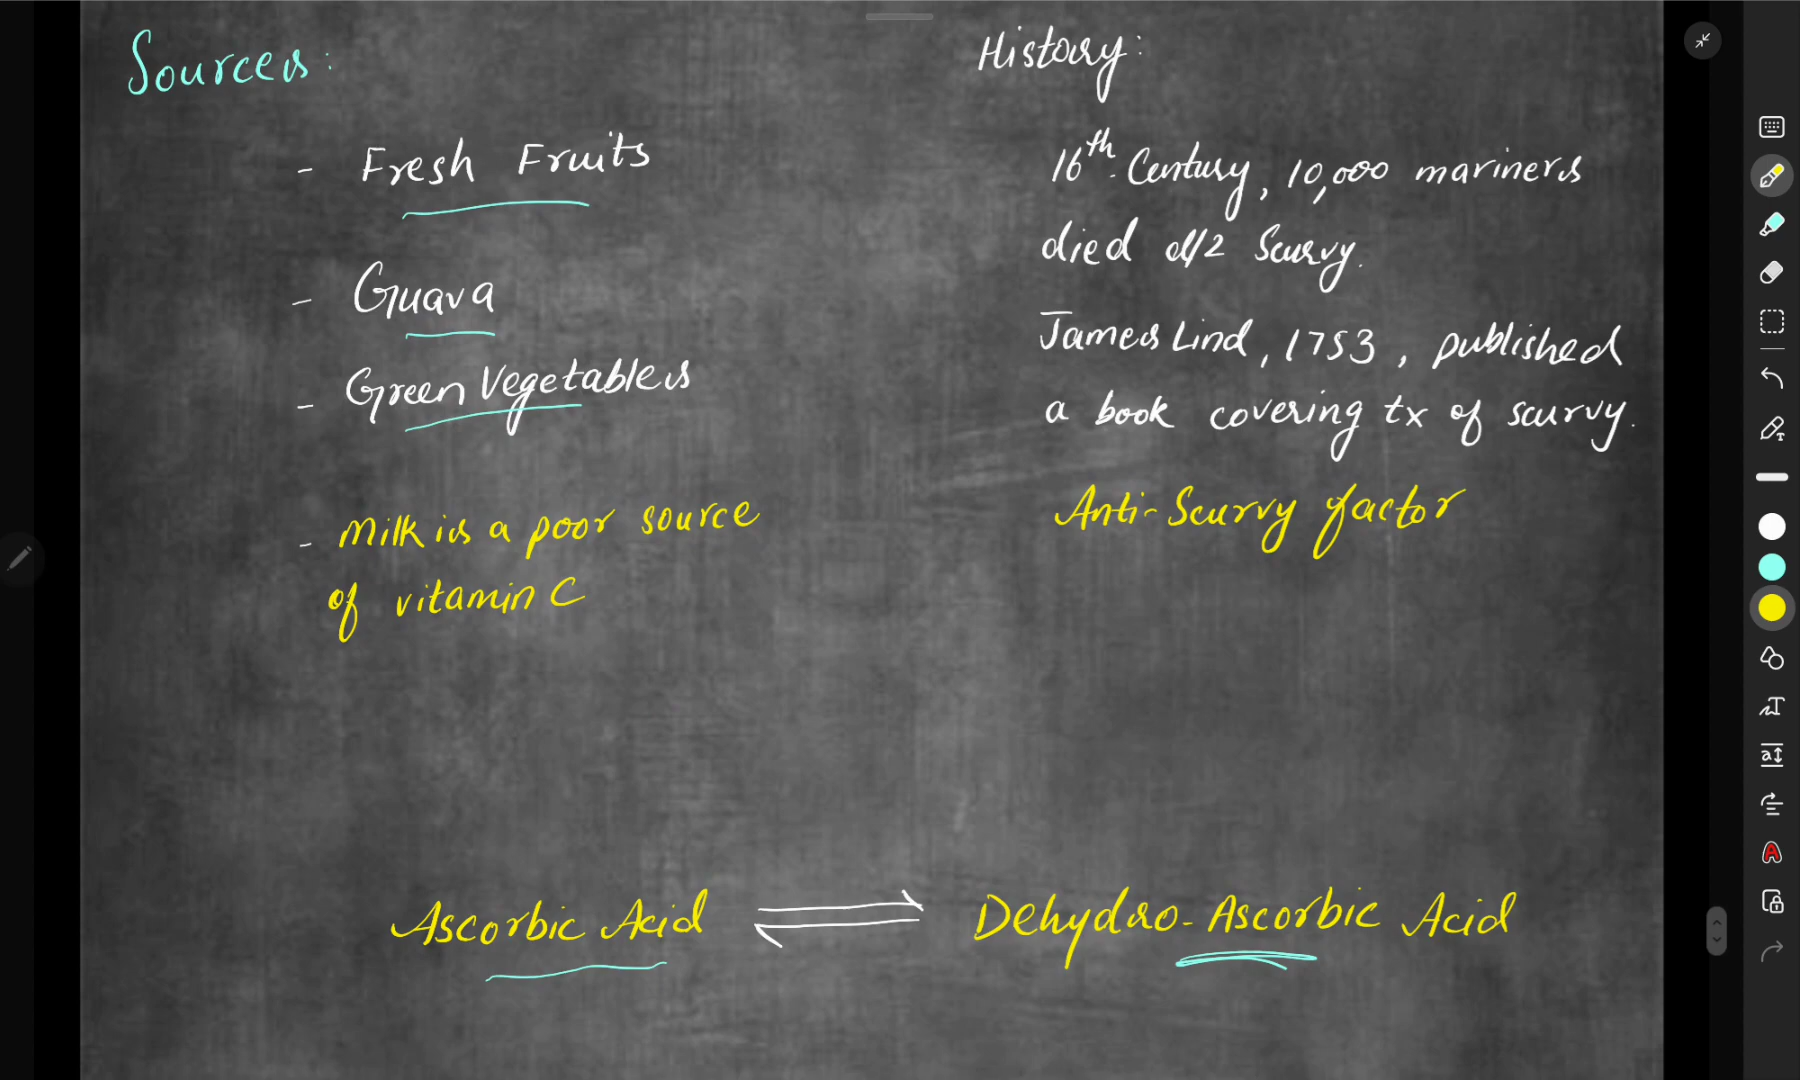 Sources:
- Fresh Fruits
- Guava
- Green Vegetables
- Milk is a poor source
of vitamin C
History:
16th Century, 10,000 mariners
died d/2 Scurvy.
James Lind, 1753, published
a book covering tx of scurvy.
Anti-Scurvy factor
Ascorbic Acid ⇌ Dehydro-Ascorbic Acid